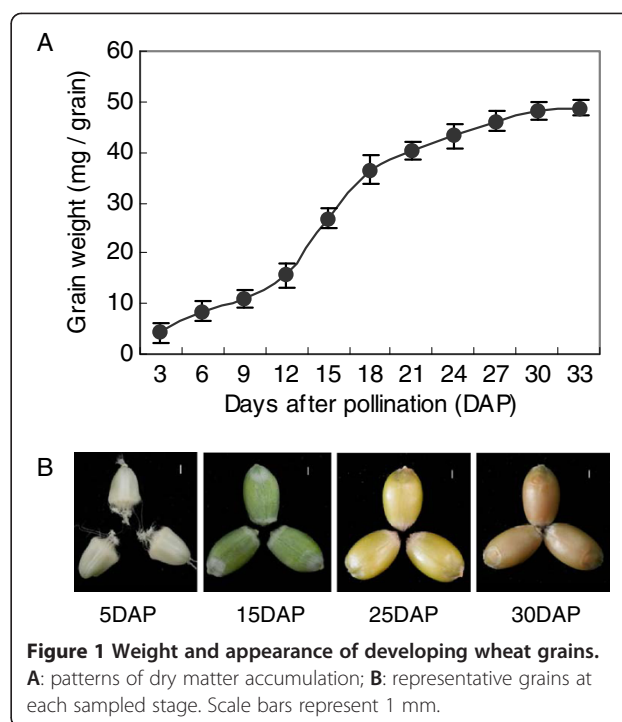 A
Grain weight (mg / grain)
60
50
40
30
20
10
0
3 6 9 12 15 18 21 24 27 30 33
Days after pollination (DAP)
B
5DAP 15DAP 25DAP 30DAP
Figure 1 Weight and appearance of developing wheat grains.
A: patterns of dry matter accumulation; B: representative grains at
each sampled stage. Scale bars represent 1 mm.